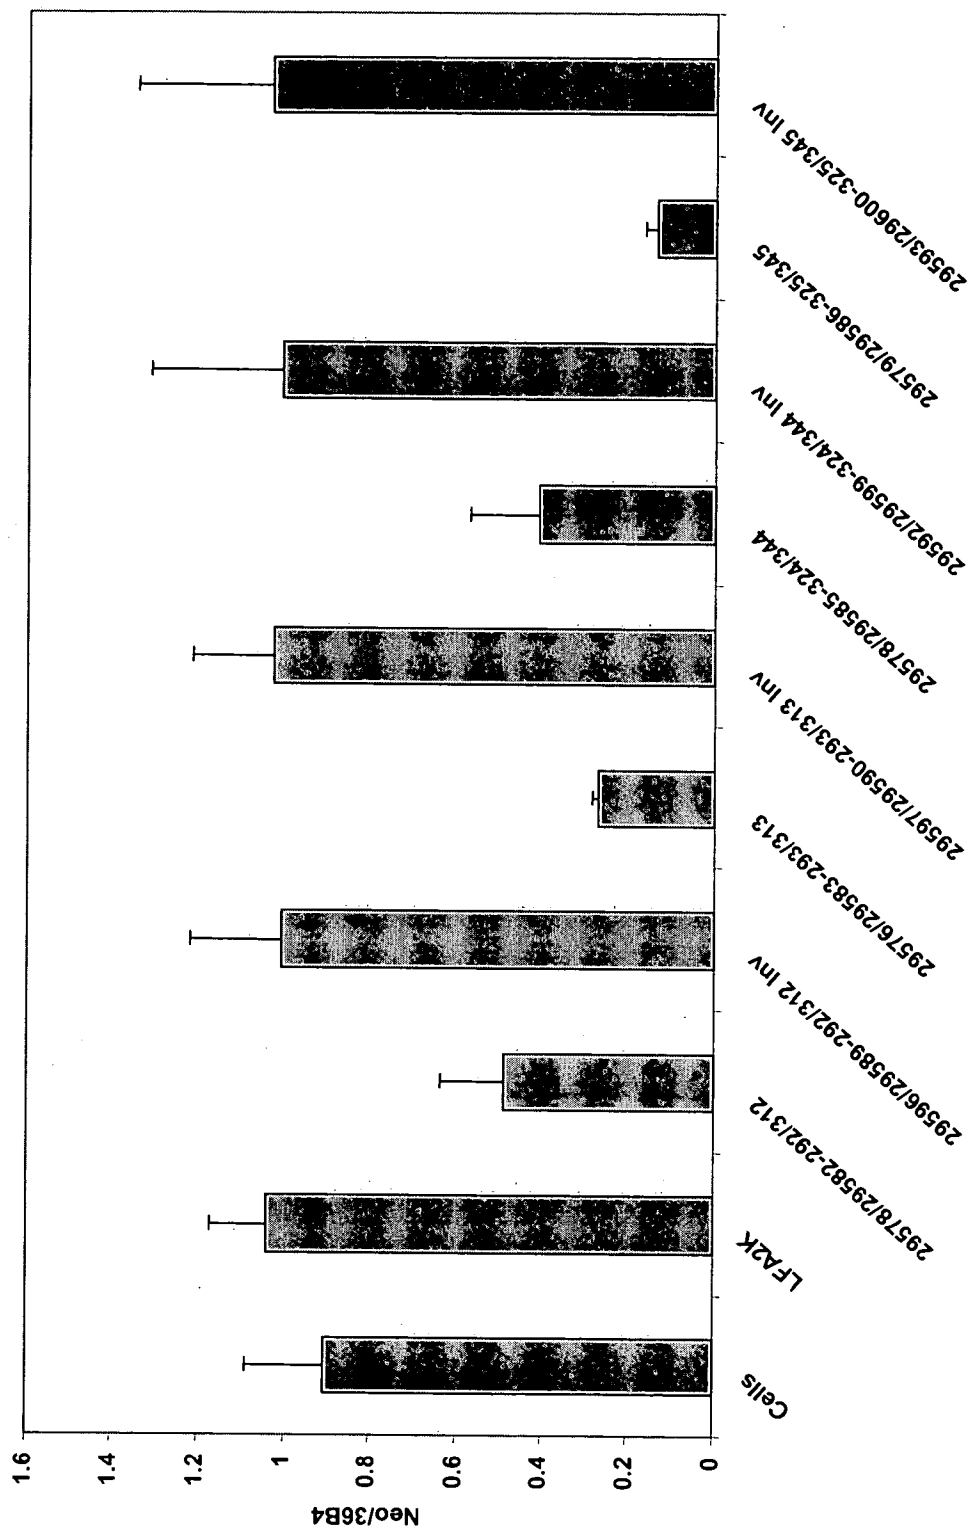 Neo/36B4
1.6
1.4
1.2
1
0.8
0.6
0.4
0.2
0
Cells
LFA2K
29578/29582-292/312
29596/29589-292/312 Inv
29576/29583-293/313
29597/29590-293/313 Inv
29578/29585-324/344
29592/29599-324/344 Inv
29579/29586-325/345
29593/29600-325/345 Inv